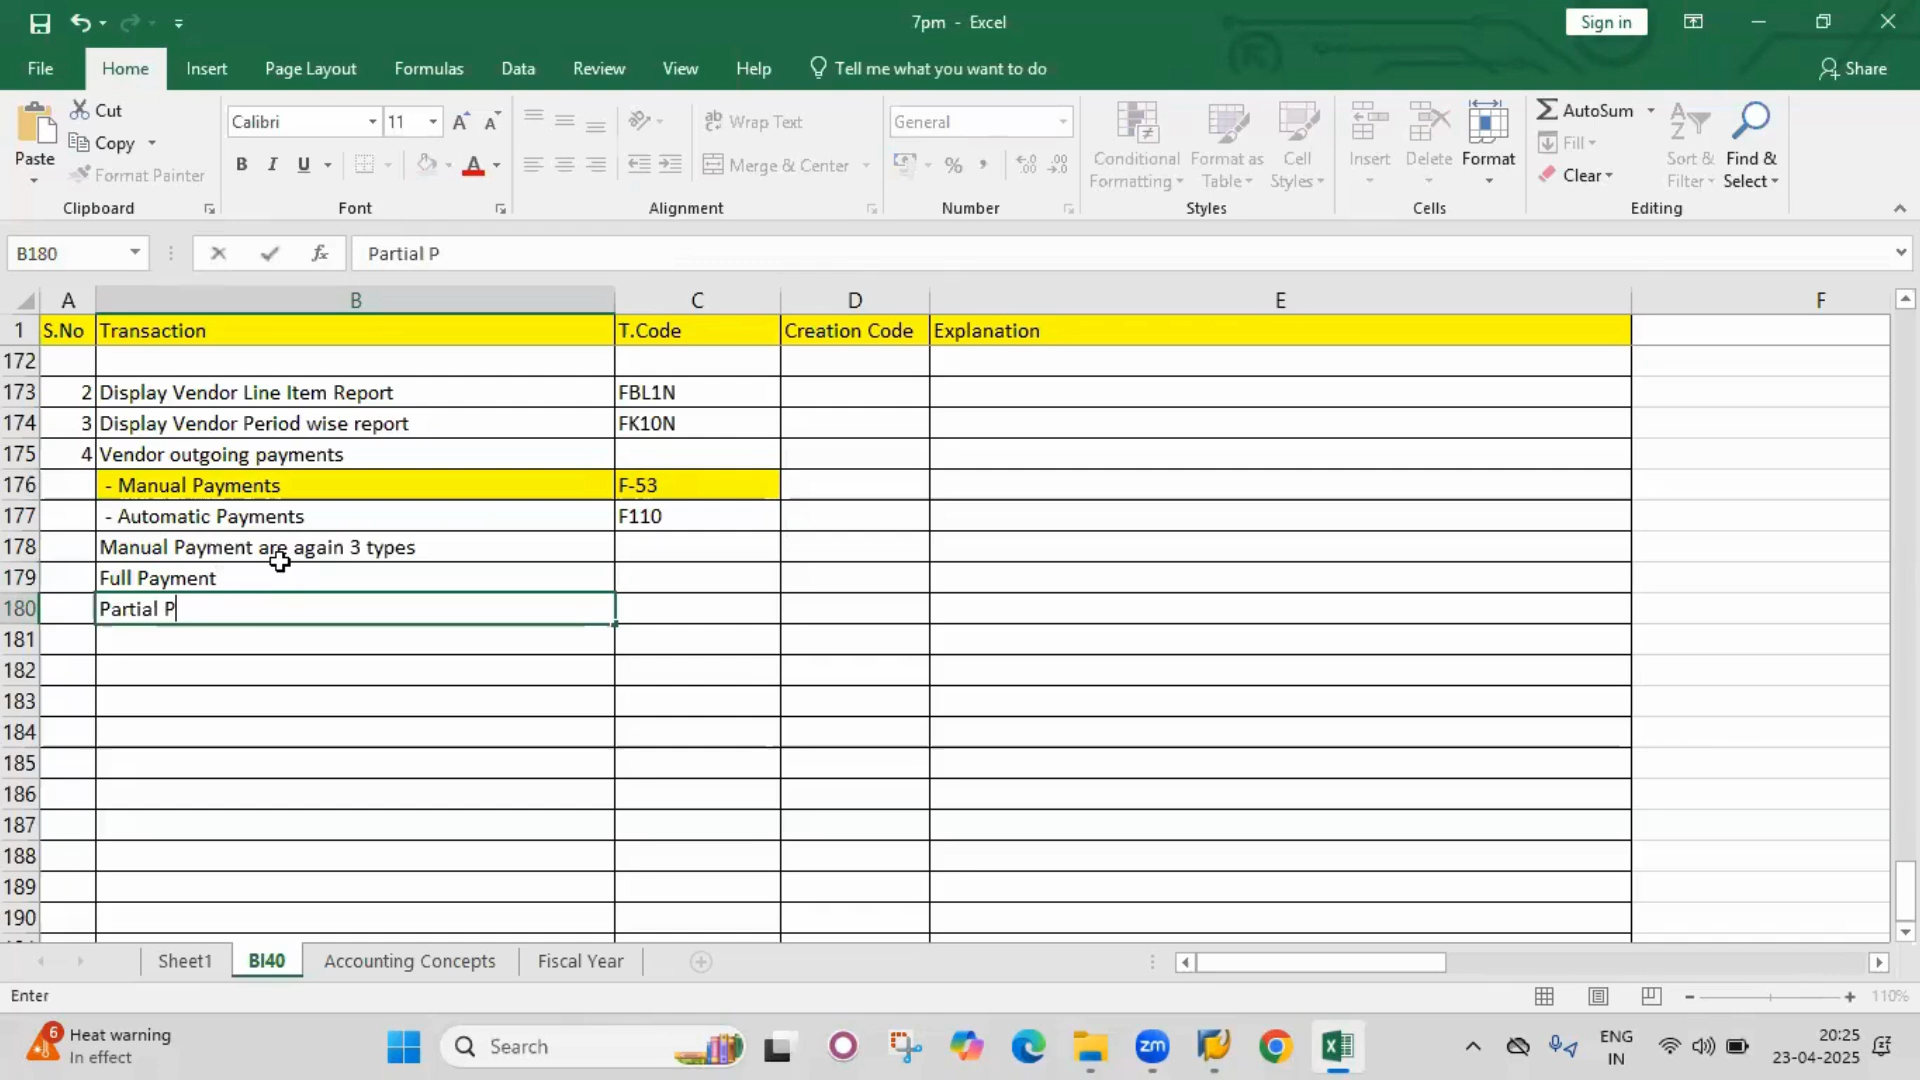 7pm - Excel
Sign in
File Home Insert Page Layout Formulas Data Review View Help Tell me what you want to do Share
Paste Cut Copy Format Painter Clipboard
Calibri 11 B I U Font
Wrap Text Merge & Center Alignment
General % Number
Conditional Formatting Format as Table Cell Styles Styles
Insert Delete Format Cells
AutoSum Fill Clear Sort & Filter Find & Select Editing
B180 fx Partial P
A B C D E F
1 S.No Transaction T.Code Creation Code Explanation
172
173 2 Display Vendor Line Item Report FBL1N
174 3 Display Vendor Period wise report FK10N
175 4 Vendor outgoing payments
176 - Manual Payments F-53
177 - Automatic Payments F110
178 Manual Payment are again 3 types
179 Full Payment
180 Partial P
181
182
183
184
185
186
187
188
189
190
Sheet1 BI40 Accounting Concepts Fiscal Year
Enter 110%
6 Heat warning
In effect
Search
zm
ENG
IN
20:25
23-04-2025